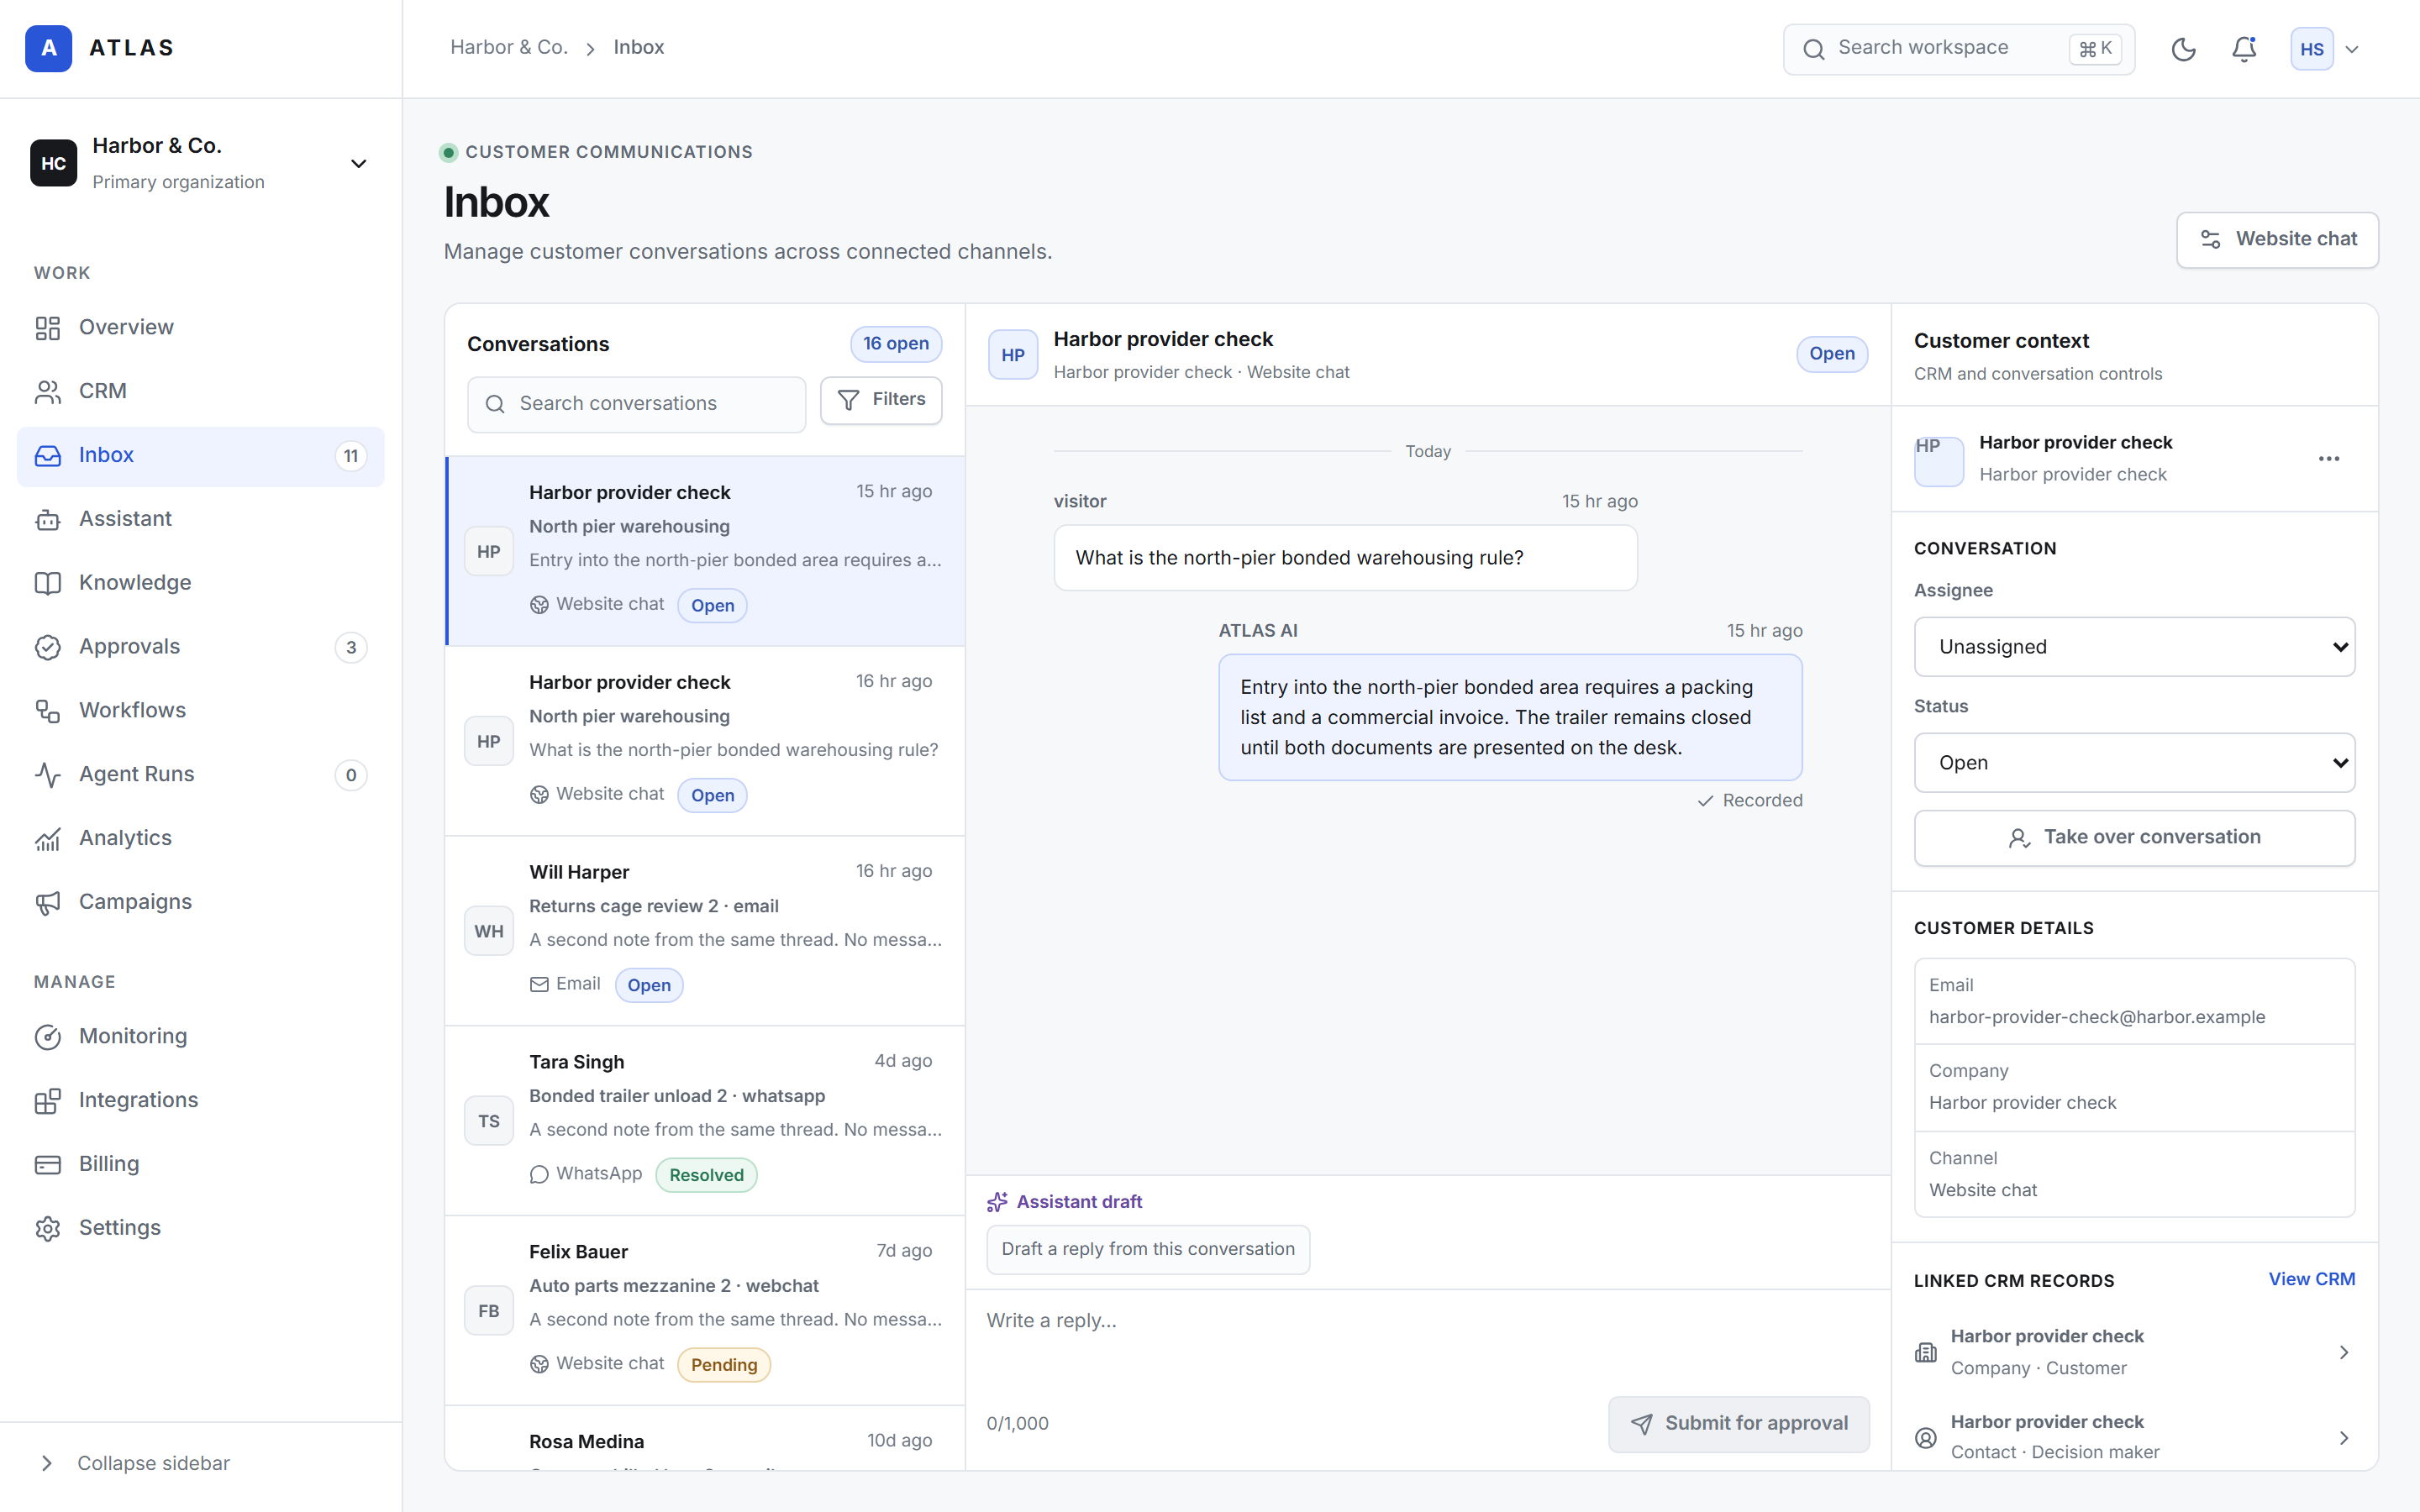 A ATLAS
Harbor & Co. Inbox
Search workspace ⌘ K
HS
HC Harbor & Co.
Primary organization
WORK
Overview
CRM
Inbox 11
Assistant
Knowledge
Approvals 3
Workflows
Agent Runs 0
Analytics
Campaigns
MANAGE
Monitoring
Integrations
Billing
Settings
Collapse sidebar
CUSTOMER COMMUNICATIONS
Inbox
Manage customer conversations across connected channels.
Website chat
Conversations 16 open
Search conversations Filters
HP
Harbor provider check 15 hr ago
North pier warehousing
Entry into the north-pier bonded area requires a...
Website chat Open
HP
Harbor provider check 16 hr ago
North pier warehousing
What is the north-pier bonded warehousing rule?
Website chat Open
WH
Will Harper 16 hr ago
Returns cage review 2 · email
A second note from the same thread. No messa...
Email Open
TS
Tara Singh 4d ago
Bonded trailer unload 2 · whatsapp
A second note from the same thread. No messa...
WhatsApp Resolved
FB
Felix Bauer 7d ago
Auto parts mezzanine 2 · webchat
A second note from the same thread. No messa...
Website chat Pending
Rosa Medina 10d ago
HP
Harbor provider check
Harbor provider check · Website chat
Open
Today
visitor 15 hr ago
What is the north-pier bonded warehousing rule?
ATLAS AI 15 hr ago
Entry into the north-pier bonded area requires a packing
list and a commercial invoice. The trailer remains closed
until both documents are presented on the desk.
Recorded
Assistant draft
Draft a reply from this conversation
Write a reply...
0/1,000
Submit for approval
Customer context
CRM and conversation controls
HP
Harbor provider check
Harbor provider check
CONVERSATION
Assignee
Unassigned
Status
Open
Take over conversation
CUSTOMER DETAILS
Email
harbor-provider-check@harbor.example
Company
Harbor provider check
Channel
Website chat
LINKED CRM RECORDS View CRM
Harbor provider check
Company · Customer
Harbor provider check
Contact · Decision maker